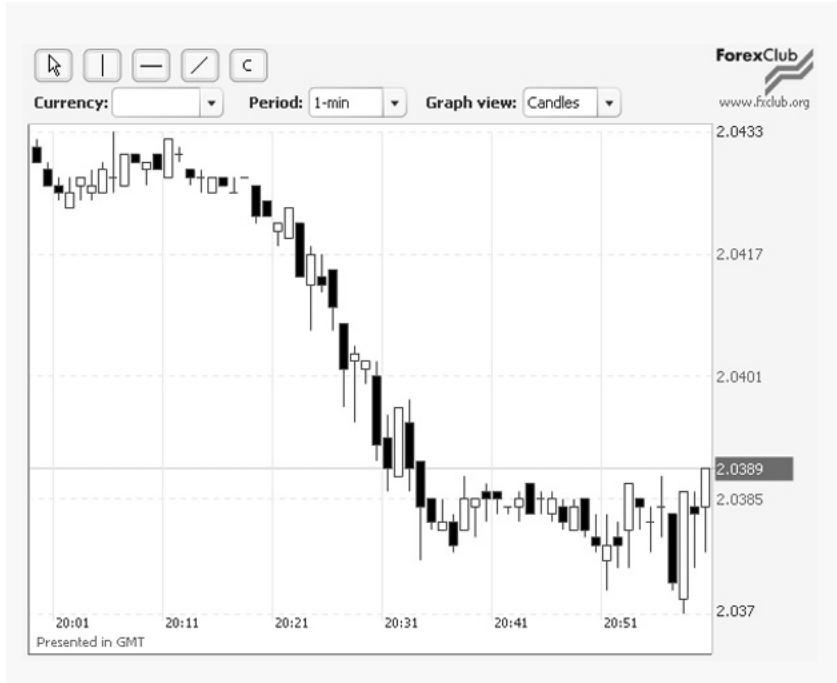 C
ForexClub
www.fxclub.org
Currency: Period: 1-min Graph view: Candles
2.0433
2.0417
2.0401
2.0389
2.0385
2.037
20:01 20:11 20:21 20:31 20:41 20:51
Presented in GMT